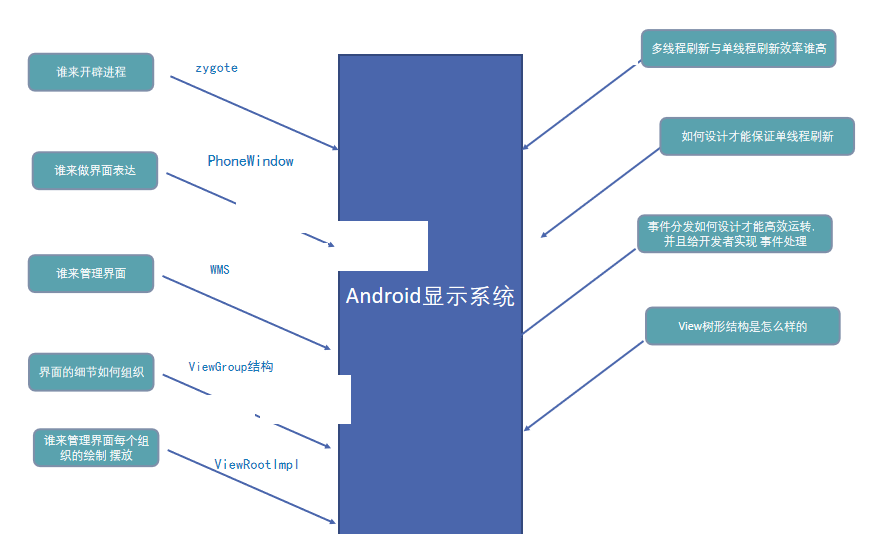 谁来开辟进程
zygote
谁来做界面表达
PhoneWindow
谁来管理界面
WMS
界面的细节如何组织
ViewGroup结构
谁来管理界面每个组
织的绘制 摆放
ViewRootImpl
Android显示系统
多线程刷新与单线程刷新效率谁高
如何设计才能保证单线程刷新
事件分发如何设计才能高效运转.
并且给开发者实现 事件处理
View树形结构是怎么样的